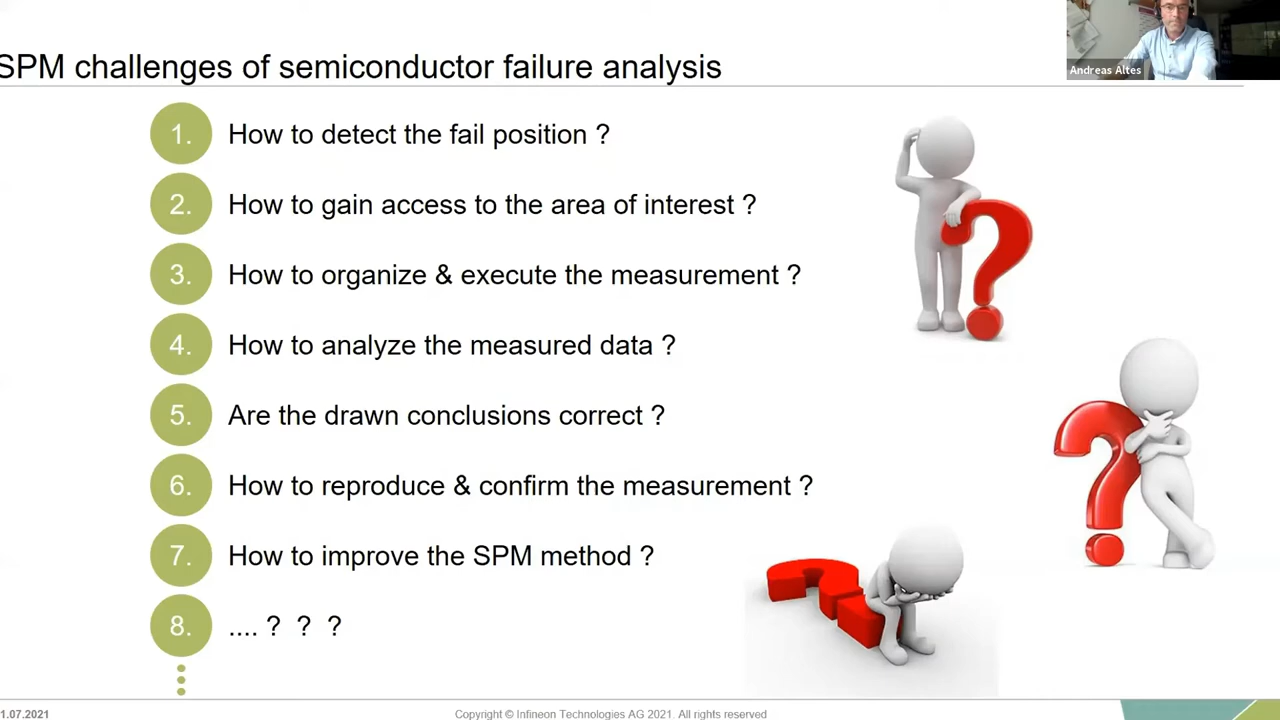 Andreas Altes
SPM challenges of semiconductor failure analysis
1. How to detect the fail position ?
2. How to gain access to the area of interest ?
3. How to organize & execute the measurement ?
4. How to analyze the measured data ?
5. Are the drawn conclusions correct ?
6. How to reproduce & confirm the measurement ?
7. How to improve the SPM method ?
8. .... ? ? ?
1.07.2021
Copyright © Infineon Technologies AG 2021. All rights reserved